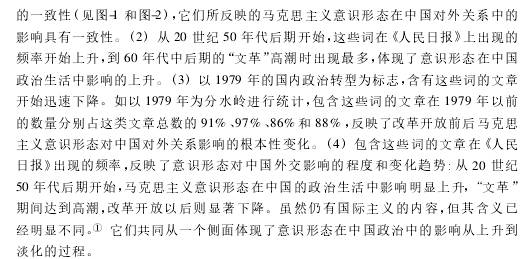 的一致性(见图-1 和图-2),它们所反映的马克思主义意识形态在中国对外关系中的
影响具有一致性。(2) 从 20 世纪 50 年代后期开始,这些词在《人民日报》上出现的
频率开始上升,到 60 年代中后期的“文革”高潮时出现最多,体现了意识形态在中国
政治生活中影响的上升。(3) 以 1979 年的国内政治转型为标志,含有这些词的文章
开始迅速下降。如以 1979 年为分水岭进行统计,包含这些词的文章在 1979 年以前
的数量分别占这类文章总数的 91%、97%、86%和 88%,反映了改革开放前后马克思
主义意识形态对中国对外关系影响的根本性变化。(4) 包含这些词的文章在《人民
日报》出现的频率,反映了意识形态对中国外交影响的程度和变化趋势: 从 20 世纪
50 年代后期开始,马克思主义意识形态在中国的政治生活中影响明显上升,“文革”
期间达到高潮,改革开放以后则显著下降。虽然仍有国际主义的内容,但其含义已
经明显不同。① 它们共同从一个侧面体现了意识形态在中国政治中的影响从上升到
淡化的过程。